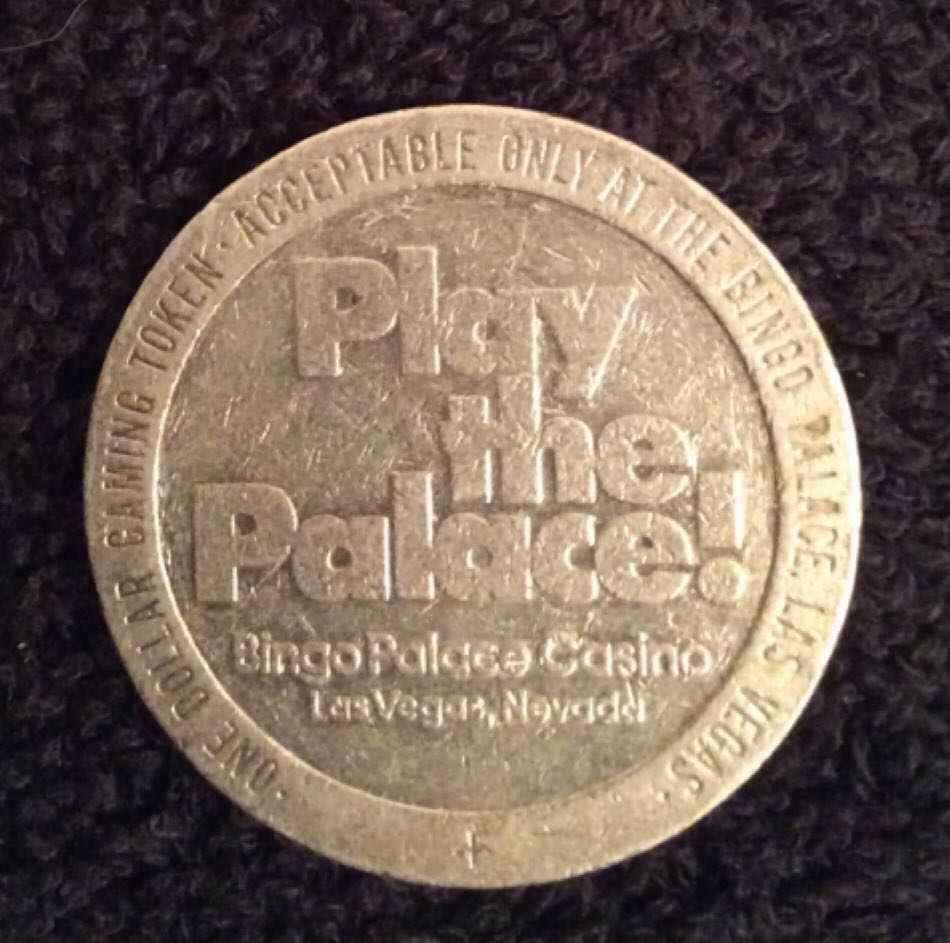 · ONE DOLLAR GAMING TOKEN · ACCEPTABLE ONLY AT THE BINGO PALACE, LAS VEGAS ·
Play
the
Palace!
Bingo Palace Casino
Las Vegas, Nevada